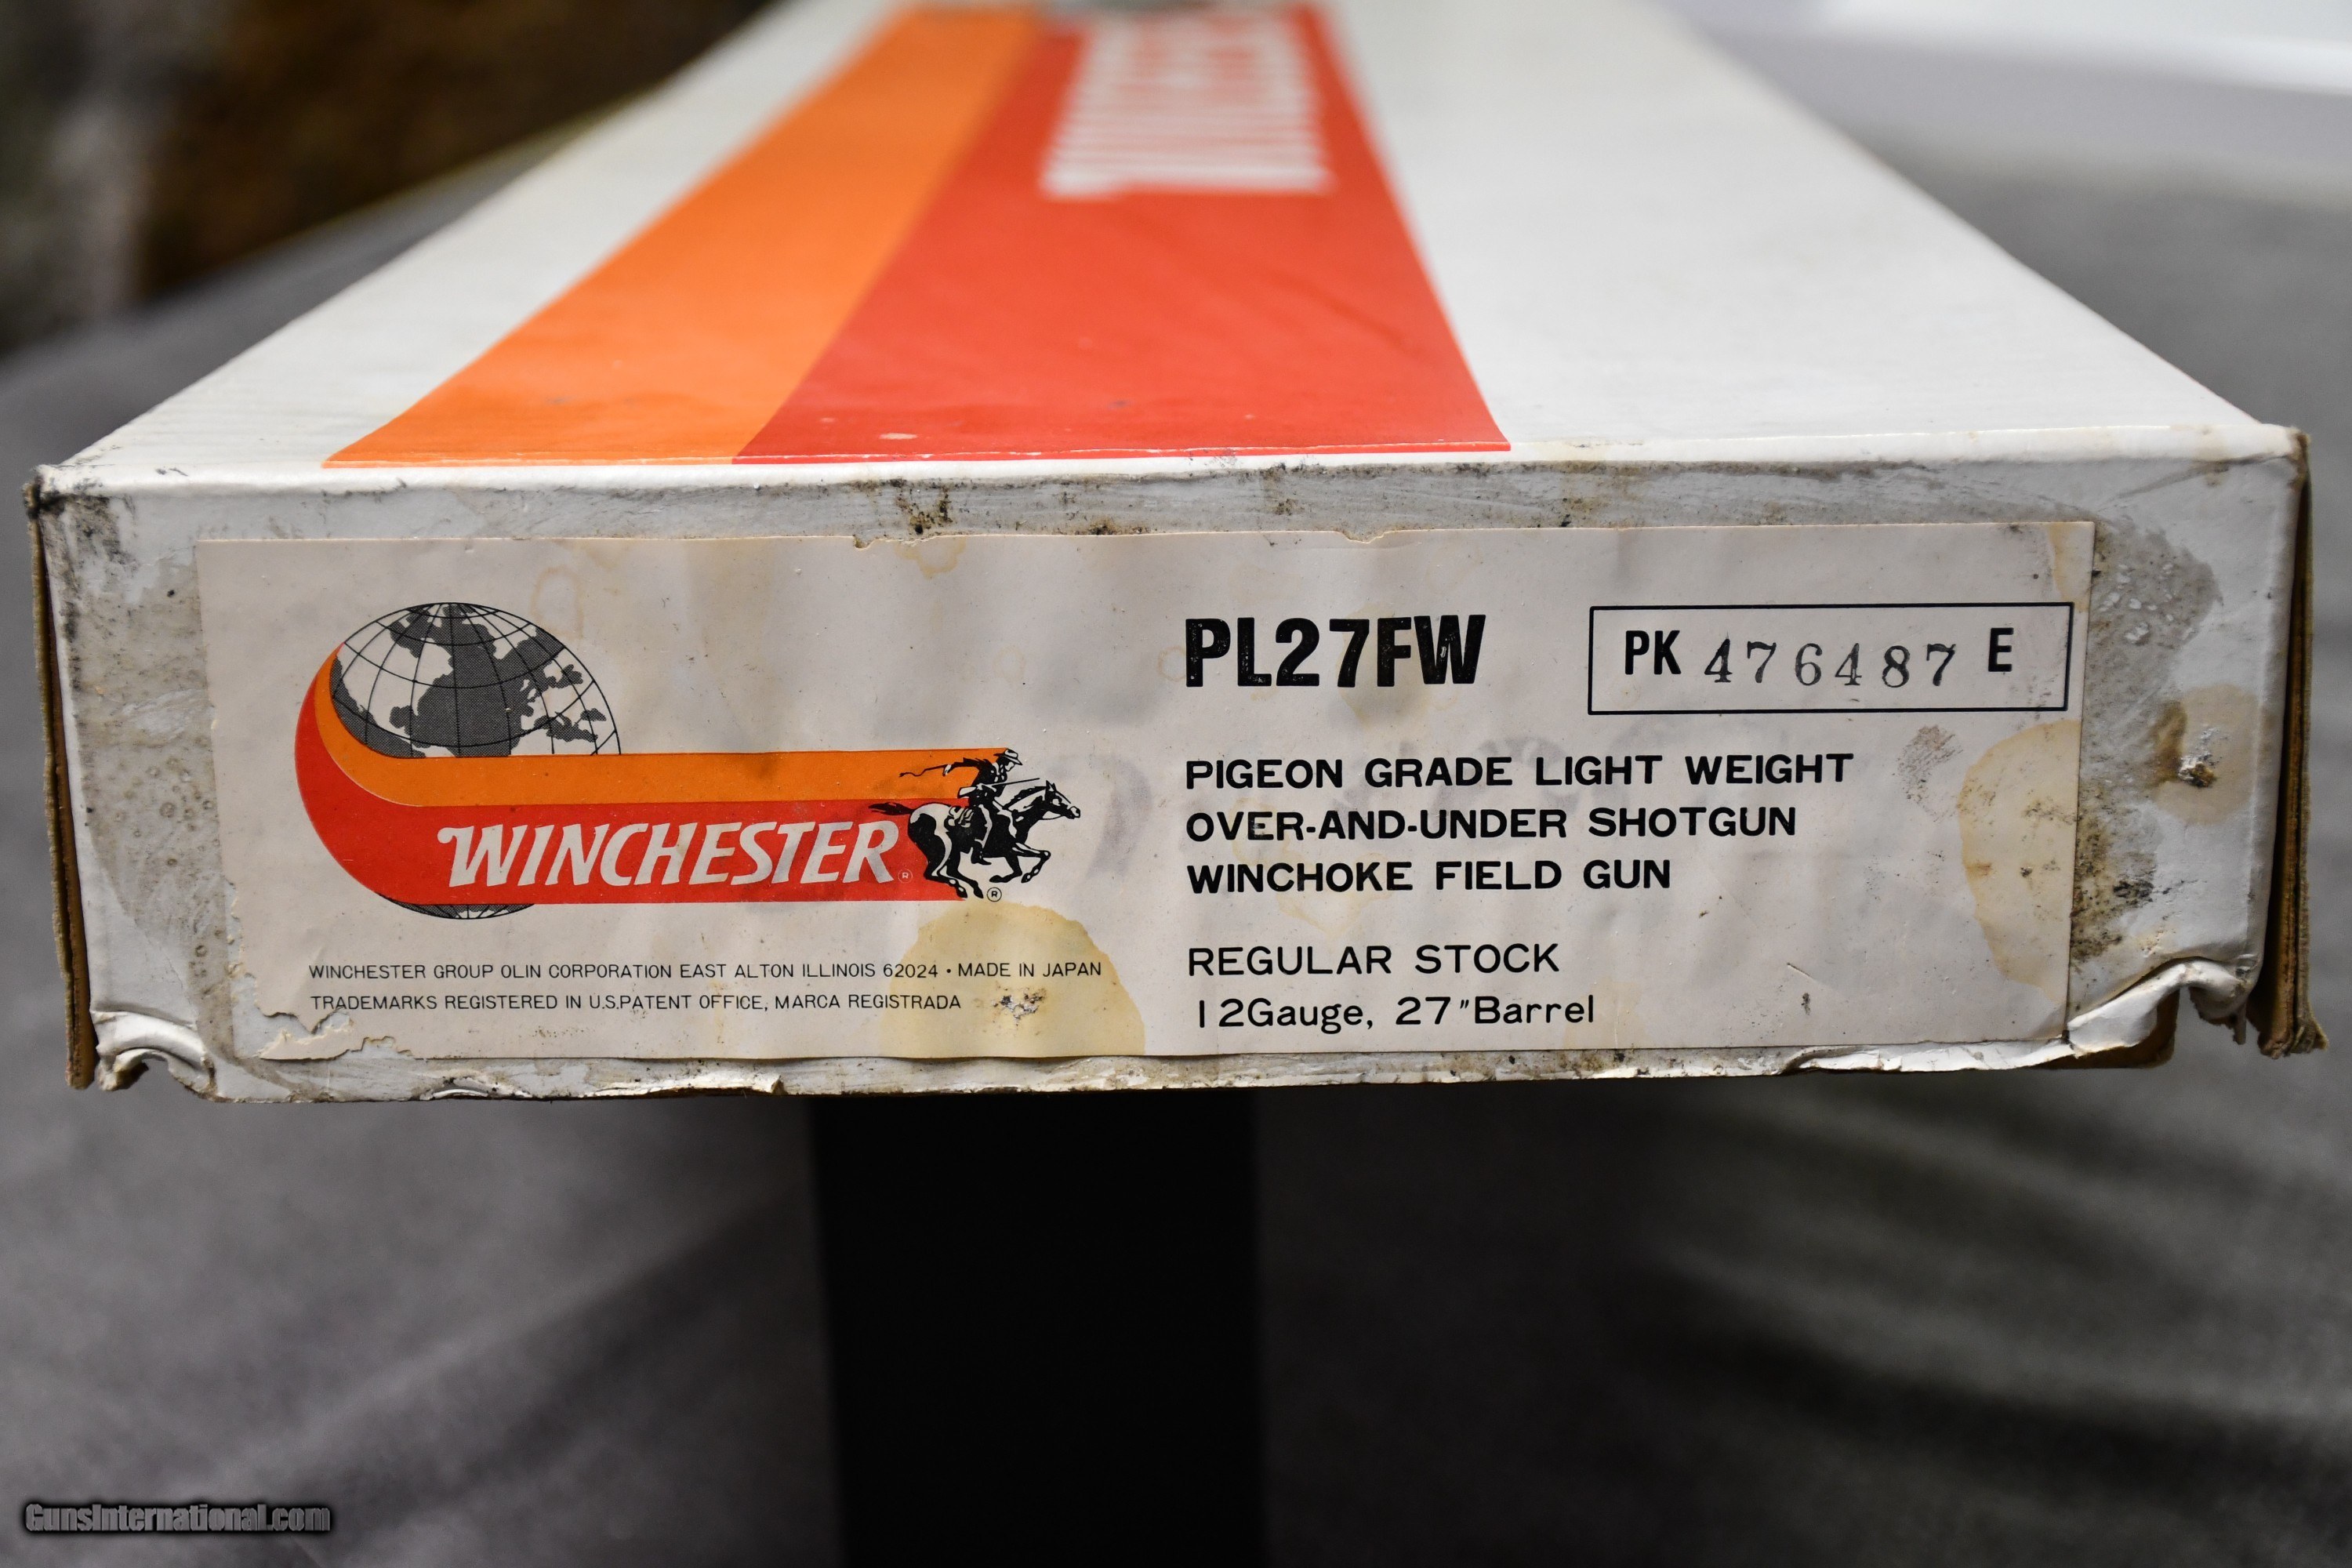 WINCHESTER
PL27FW
PK 476487 E
PIGEON GRADE LIGHT WEIGHT
OVER-AND-UNDER SHOTGUN
WINCHOKE FIELD GUN
REGULAR STOCK
12Gauge, 27"Barrel
WINCHESTER®
®
WINCHESTER GROUP OLIN CORPORATION EAST ALTON ILLINOIS 62024 • MADE IN JAPAN
TRADEMARKS REGISTERED IN U.S.PATENT OFFICE, MARCA REGISTRADA
GunsInternational.com